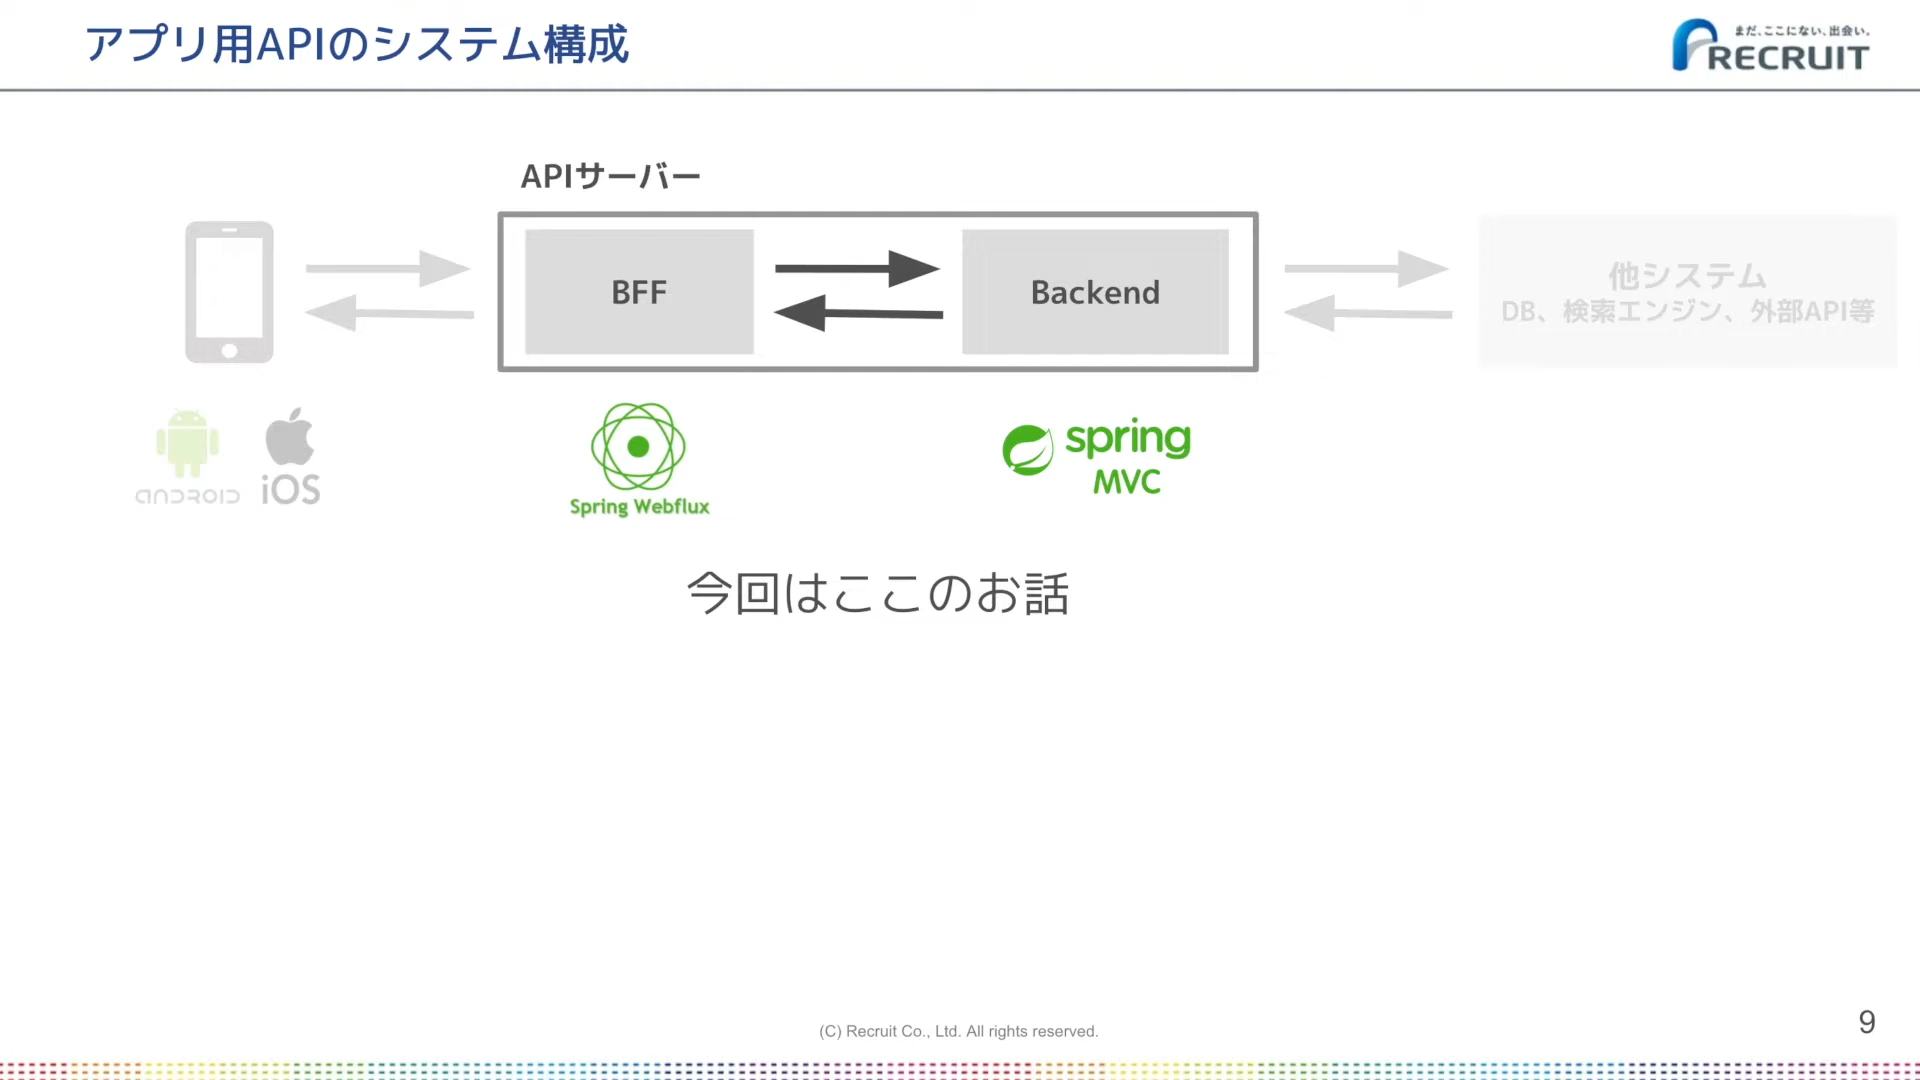 アプリ用APIのシステム構成
まだ、ここにない、出会い。
RECRUIT
APIサーバー
BFF
Backend
他システム
DB、検索エンジン、外部API等
ANDROID
iOS
Spring Webflux
spring
MVC
今回はここのお話
(C) Recruit Co., Ltd. All rights reserved.
9